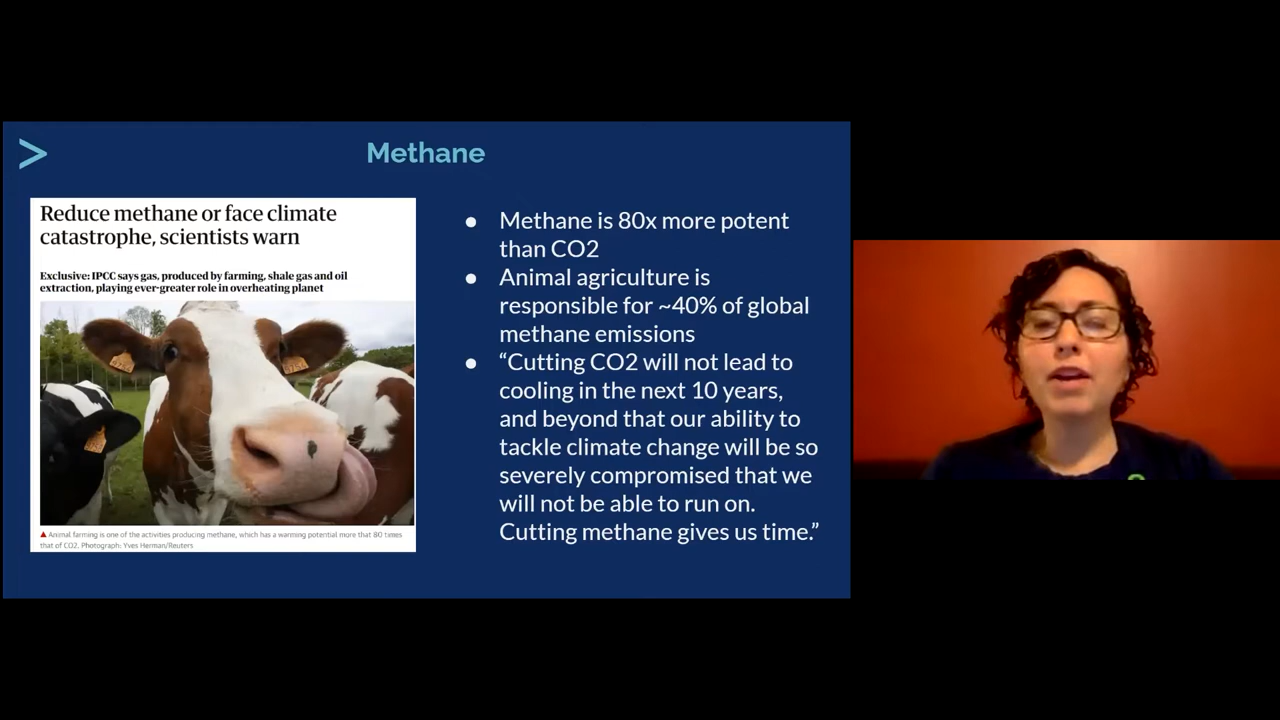 >
Methane
Reduce methane or face climate
catastrophe, scientists warn
Exclusive: IPCC says gas, produced by farming, shale gas and oil
extraction, playing ever-greater role in overheating planet
▲ Animal farming is one of the activities producing methane, which has a warming potential more that 80 times
that of CO2. Photograph: Yves Herman/Reuters
● Methane is 80x more potent
than CO2
● Animal agriculture is
responsible for ~40% of global
methane emissions
● “Cutting CO2 will not lead to
cooling in the next 10 years,
and beyond that our ability to
tackle climate change will be so
severely compromised that we
will not be able to run on.
Cutting methane gives us time.”